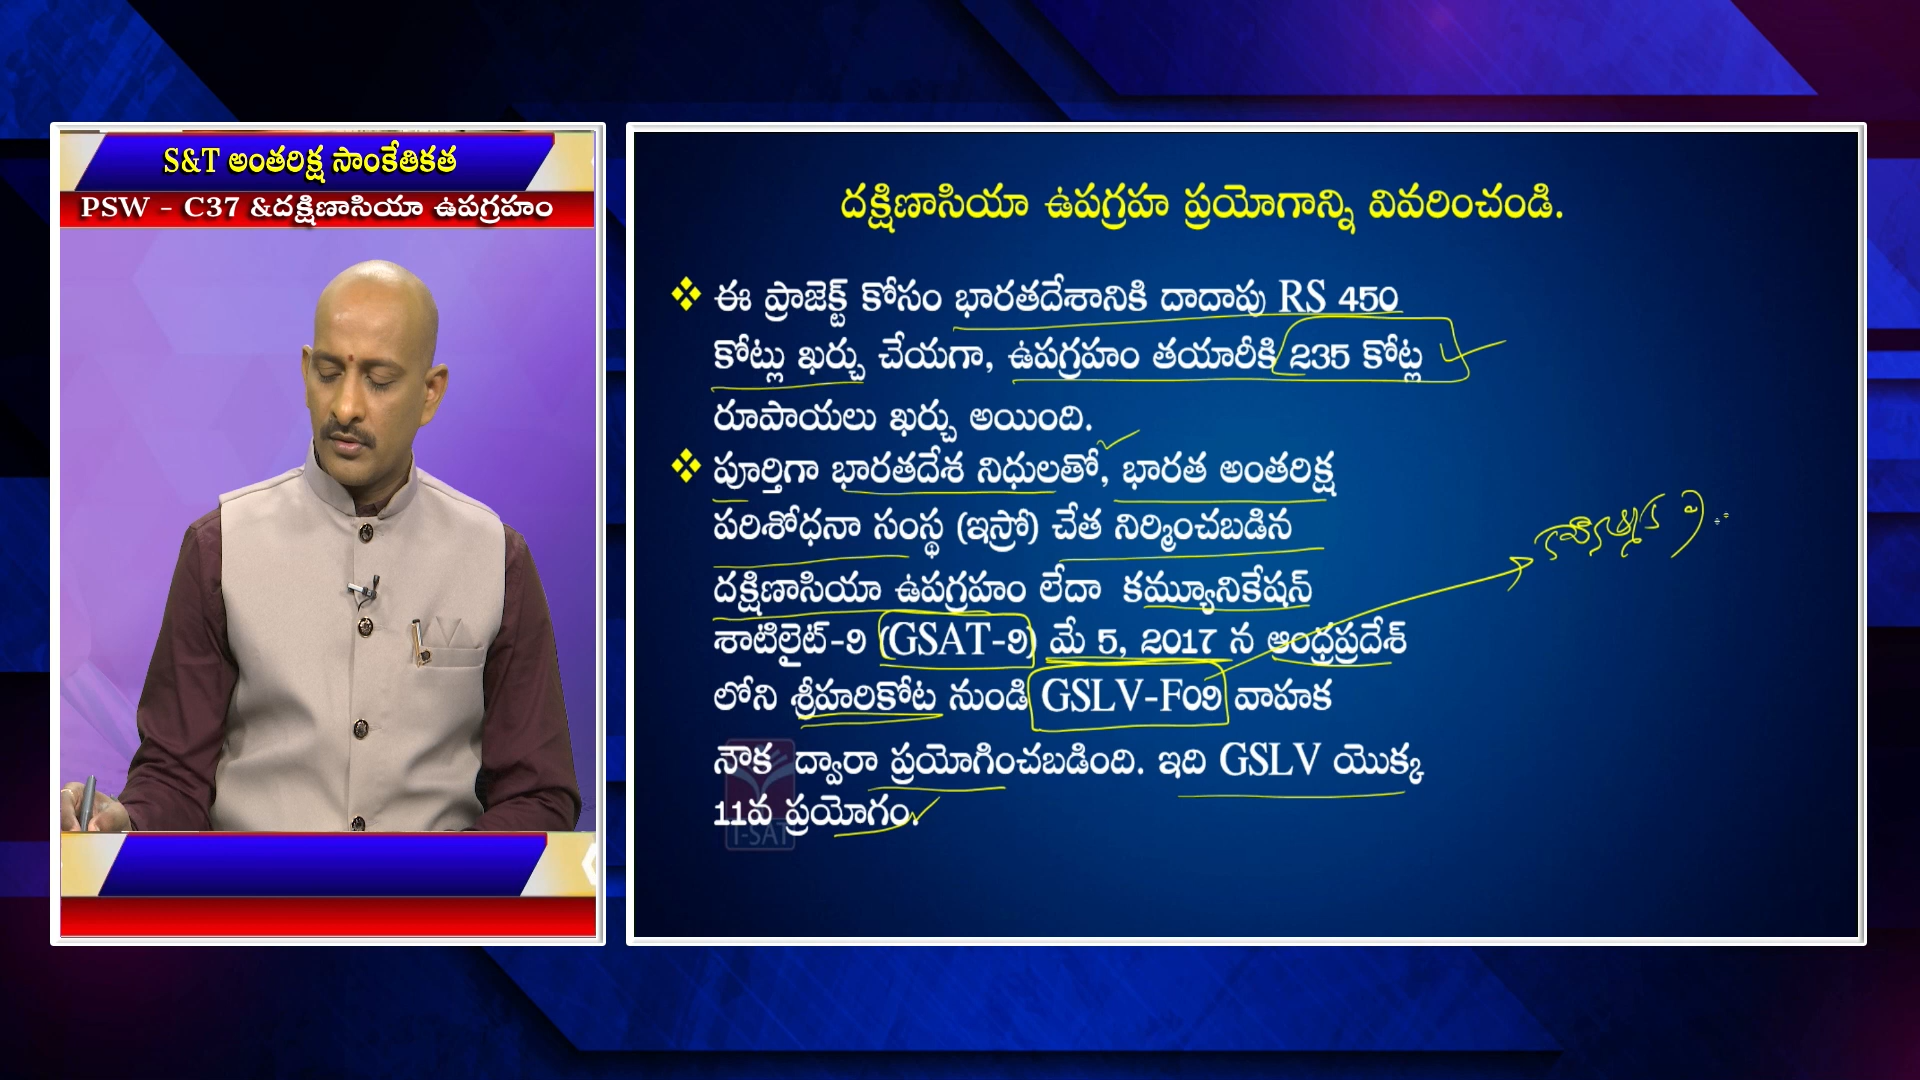 S&T అంతరిక్ష సాంకేతికత
PSW - C37 &దక్షిణాసియా ఉపగ్రహం
దక్షిణాసియా ఉపగ్రహ ప్రయోగాన్ని వివరించండి.
❖ ఈ ప్రాజెక్ట్ కోసం భారతదేశానికి దాదాపు RS 450
కోట్లు ఖర్చు చేయగా, ఉపగ్రహం తయారీకి 235 కోట్ల
రూపాయలు ఖర్చు అయింది.
❖ పూర్తిగా భారతదేశ నిధులతో, భారత అంతరిక్ష
పరిశోధనా సంస్థ (ఇస్రో) చేత నిర్మించబడిన
దక్షిణాసియా ఉపగ్రహం లేదా కమ్యూనికేషన్
శాటిలైట్-9 (GSAT-9) మే 5, 2017 న ఆంధ్రప్రదేశ్
లోని శ్రీహరికోట నుండి GSLV-F09 వాహక
నౌక ద్వారా ప్రయోగించబడింది. ఇది GSLV యొక్క
11వ ప్రయోగం.
T-SAT